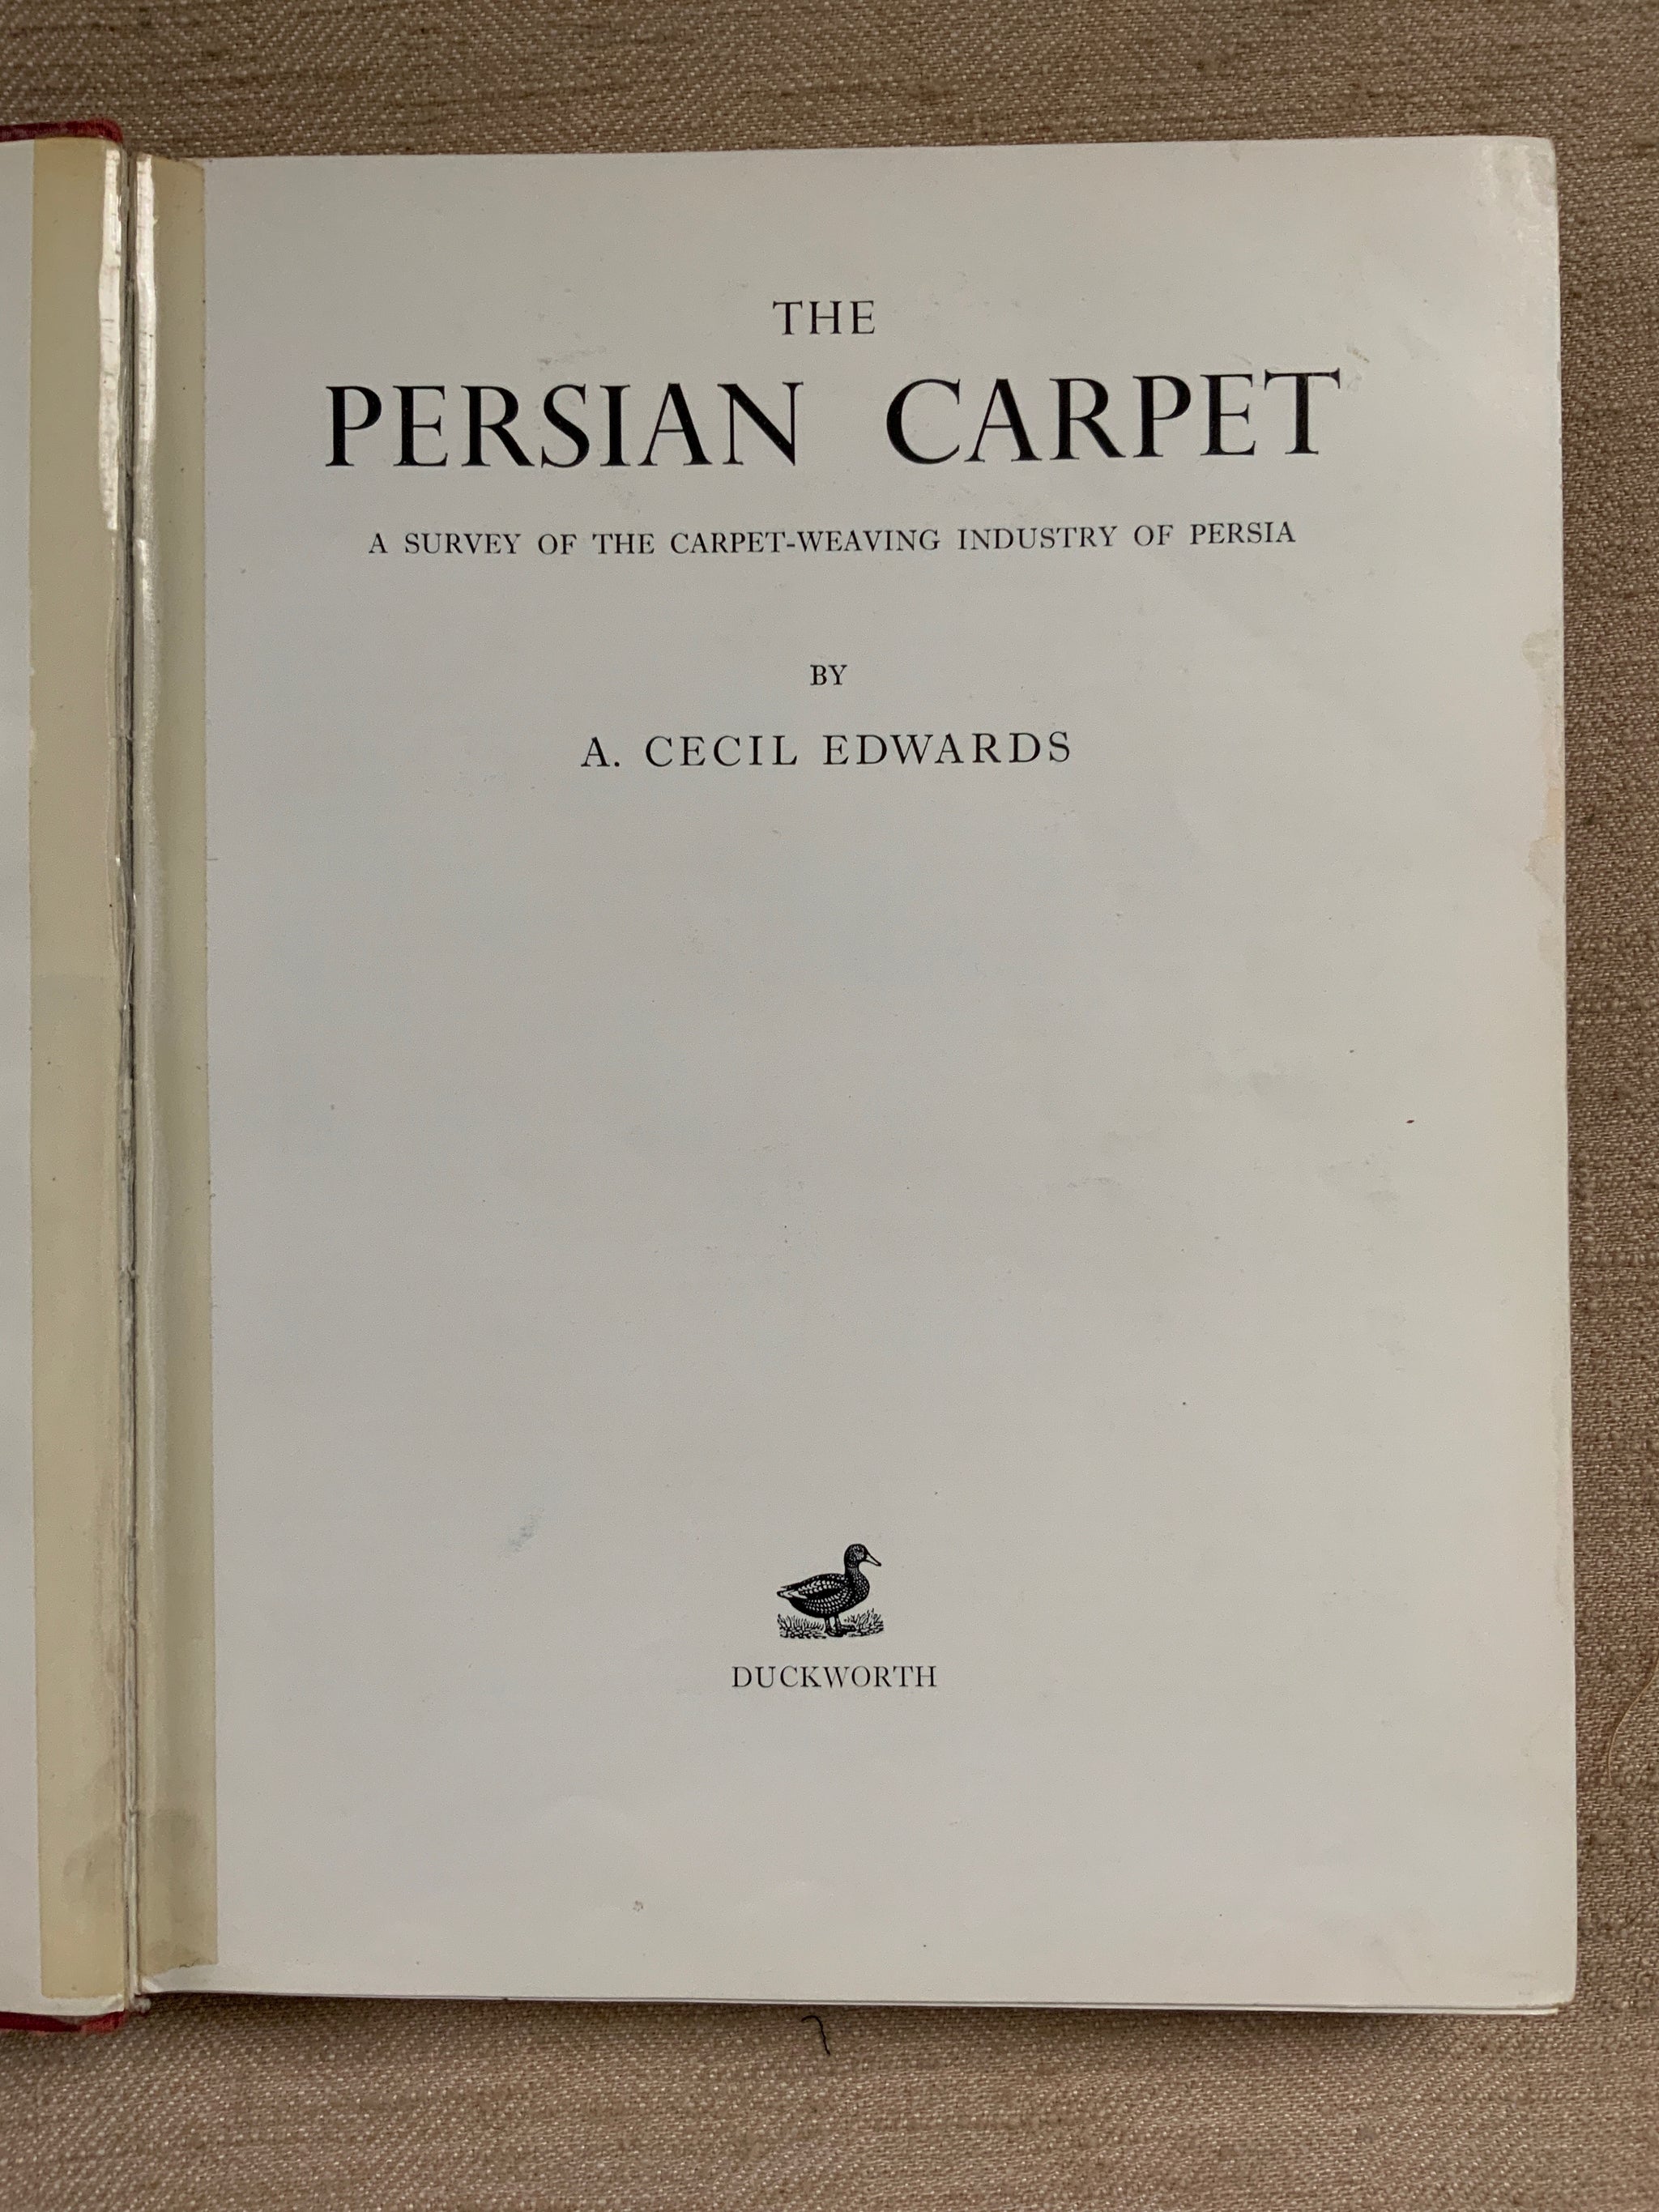 THE
PERSIAN CARPET
A SURVEY OF THE CARPET-WEAVING INDUSTRY OF PERSIA
BY
A. CECIL EDWARDS
DUCKWORTH